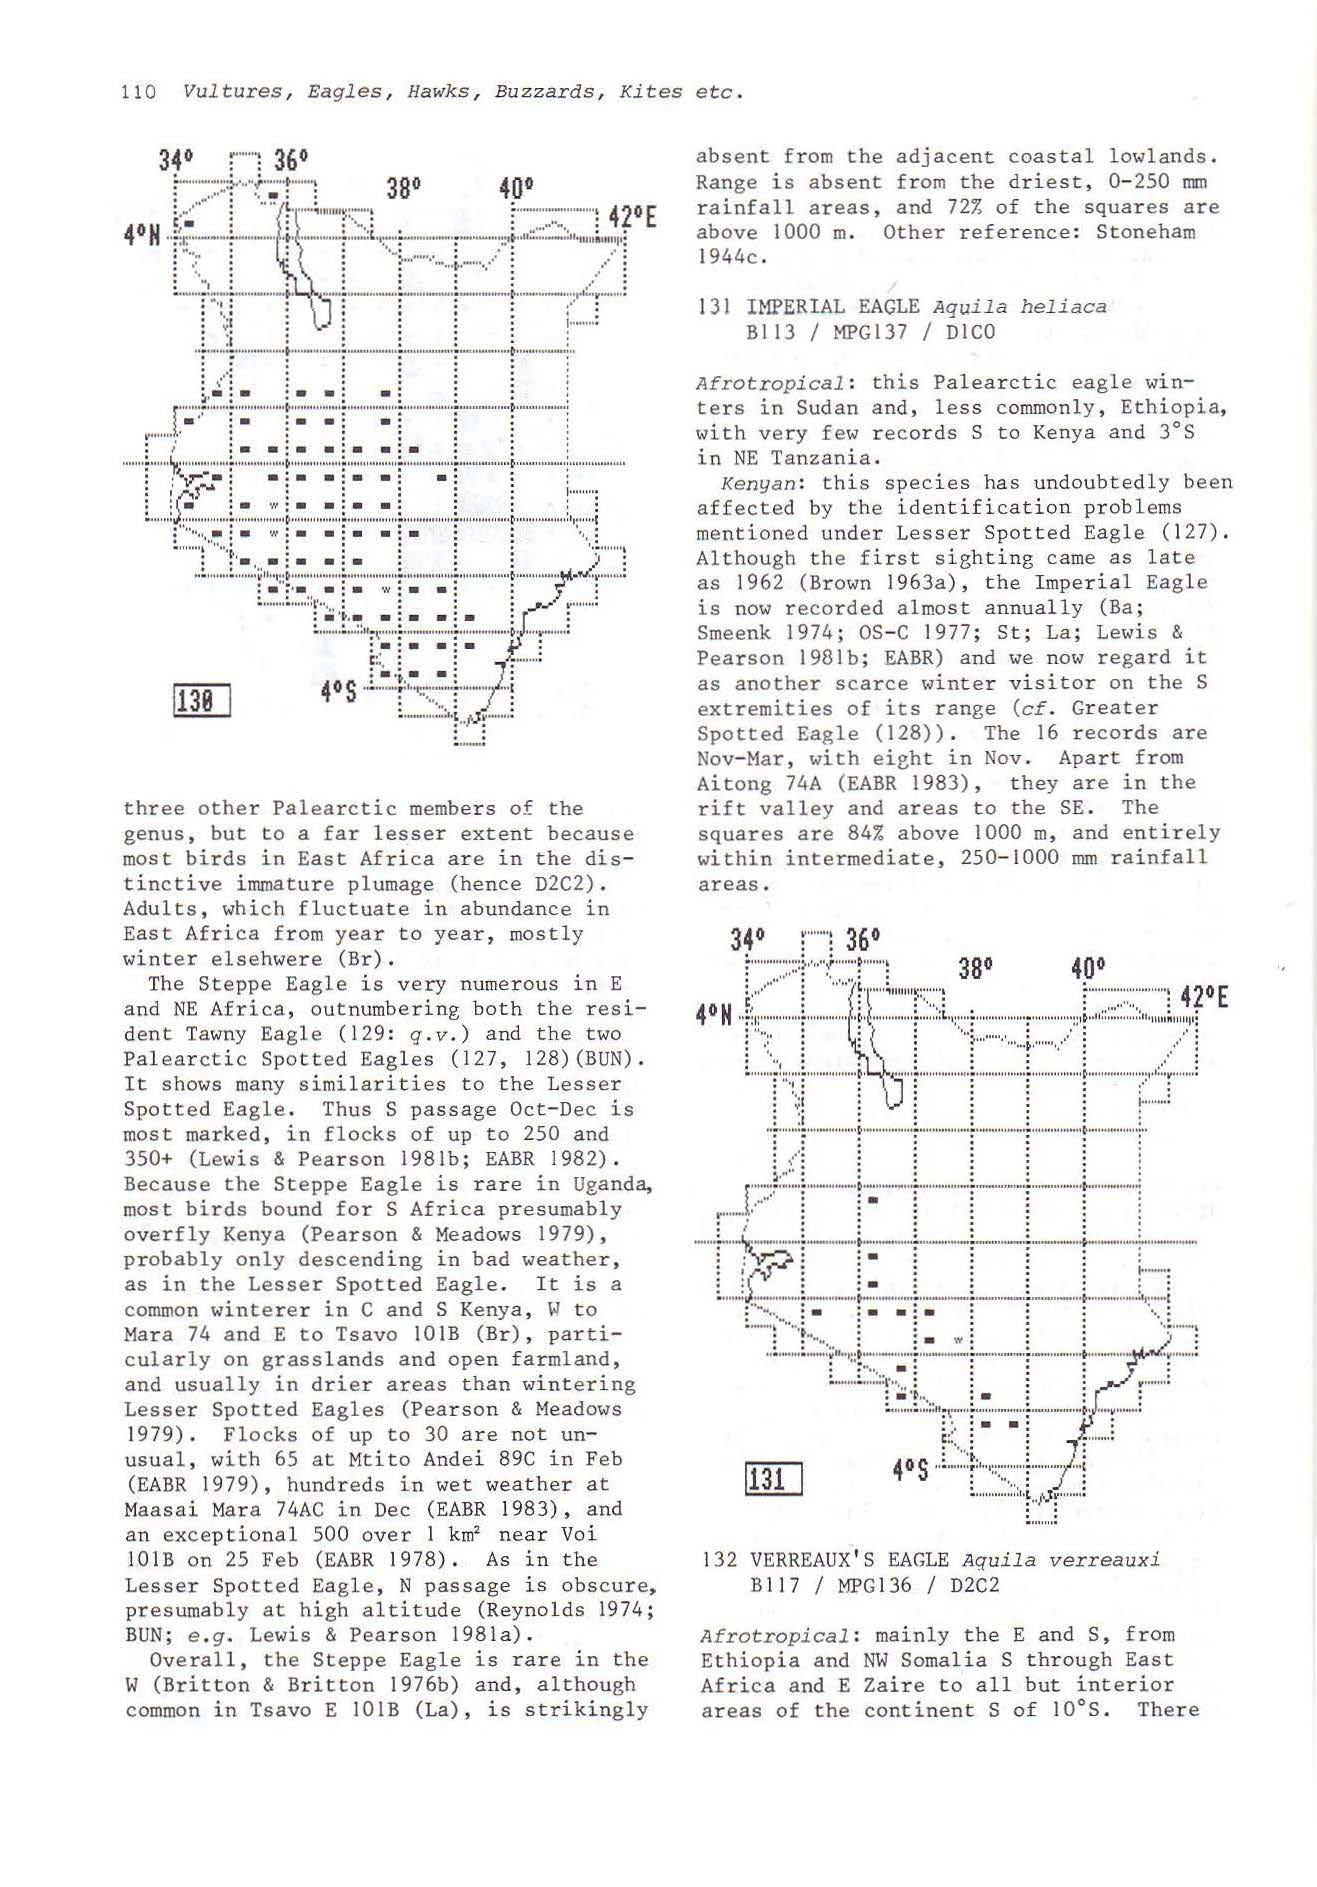 110 Vultures, Eagles, Hawks, Buzzards, Kites etc.
34° 36°
38° 40°
42°E
4°N
w
w
w
4°S
130
three other Palearctic members of the
genus, but to a far lesser extent because
most birds in East Africa are in the dis-
tinctive immature plumage (hence D2C2).
Adults, which fluctuate in abundance in
East Africa from year to year, mostly
winter elsehwere (Br).
The Steppe Eagle is very numerous in E
and NE Africa, outnumbering both the resi-
dent Tawny Eagle (129: q.v.) and the two
Palearctic Spotted Eagles (127, 128)(BUN).
It shows many similarities to the Lesser
Spotted Eagle. Thus S passage Oct-Dec is
most marked, in flocks of up to 250 and
350+ (Lewis & Pearson 1981b; EABR 1982).
Because the Steppe Eagle is rare in Uganda,
most birds bound for S Africa presumably
overfly Kenya (Pearson & Meadows 1979),
probably only descending in bad weather,
as in the Lesser Spotted Eagle. It is a
common winterer in C and S Kenya, W to
Mara 74 and E to Tsavo 101B (Br), parti-
cularly on grasslands and open farmland,
and usually in drier areas than wintering
Lesser Spotted Eagles (Pearson & Meadows
1979). Flocks of up to 30 are not un-
usual, with 65 at Mtito Andei 89C in Feb
(EABR 1979), hundreds in wet weather at
Maasai Mara 74AC in Dec (EABR 1983), and
an exceptional 500 over 1 km² near Voi
101B on 25 Feb (EABR 1978). As in the
Lesser Spotted Eagle, N passage is obscure,
presumably at high altitude (Reynolds 1974;
BUN; e.g. Lewis & Pearson 1981a).
Overall, the Steppe Eagle is rare in the
W (Britton & Britton 1976b) and, although
common in Tsavo E 101B (La), is strikingly
absent from the adjacent coastal lowlands.
Range is absent from the driest, 0-250 mm
rainfall areas, and 72% of the squares are
above 1000 m. Other reference: Stoneham
1944c.
131 IMPERIAL EAGLE Aquila heliaca
B113 / MPG137 / D1C0
Afrotropical: this Palearctic eagle win-
ters in Sudan and, less commonly, Ethiopia,
with very few records S to Kenya and 3°S
in NE Tanzania.
Kenyan: this species has undoubtedly been
affected by the identification problems
mentioned under Lesser Spotted Eagle (127).
Although the first sighting came as late
as 1962 (Brown 1963a), the Imperial Eagle
is now recorded almost annually (Ba;
Smeenk 1974; OS-C 1977; St; La; Lewis &
Pearson 1981b; EABR) and we now regard it
as another scarce winter visitor on the S
extremities of its range (cf. Greater
Spotted Eagle (128)). The 16 records are
Nov-Mar, with eight in Nov. Apart from
Aitong 74A (EABR 1983), they are in the
rift valley and areas to the SE. The
squares are 84% above 1000 m, and entirely
within intermediate, 250-1000 mm rainfall
areas.
34° 36°
38° 40°
42°E
4°N
w
4°S
131
132 VERREAUX'S EAGLE Aquila verreauxi
B117 / MPG136 / D2C2
Afrotropical: mainly the E and S, from
Ethiopia and NW Somalia S through East
Africa and E Zaire to all but interior
areas of the continent S of 10°S. There